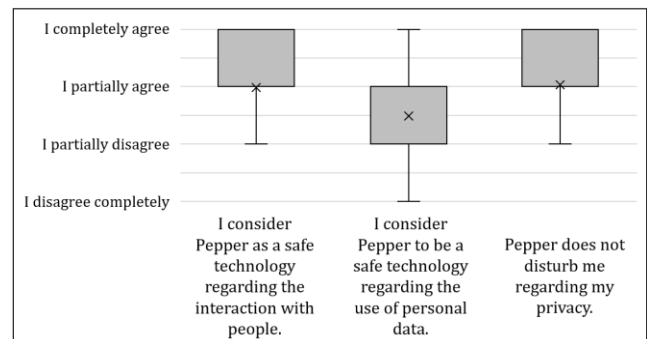 I completely agree
I partially agree
I partially disagree
I disagree completely
I consider
Pepper as a safe
technology
regarding the
interaction with
people.
I consider
Pepper to be a
safe technology
regarding the
use of personal
data.
Pepper does not
disturb me
regarding my
privacy.